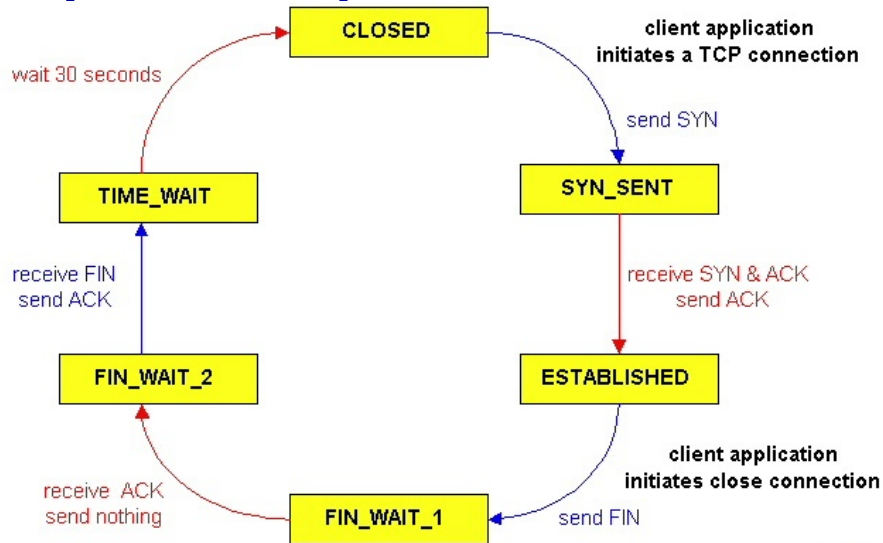 CLOSED
client application
initiates a TCP connection
wait 30 seconds
send SYN
TIME_WAIT
SYN_SENT
receive FIN
send ACK
receive SYN & ACK
send ACK
FIN_WAIT_2
ESTABLISHED
client application
initiates close connection
receive ACK
send nothing
FIN_WAIT_1
send FIN